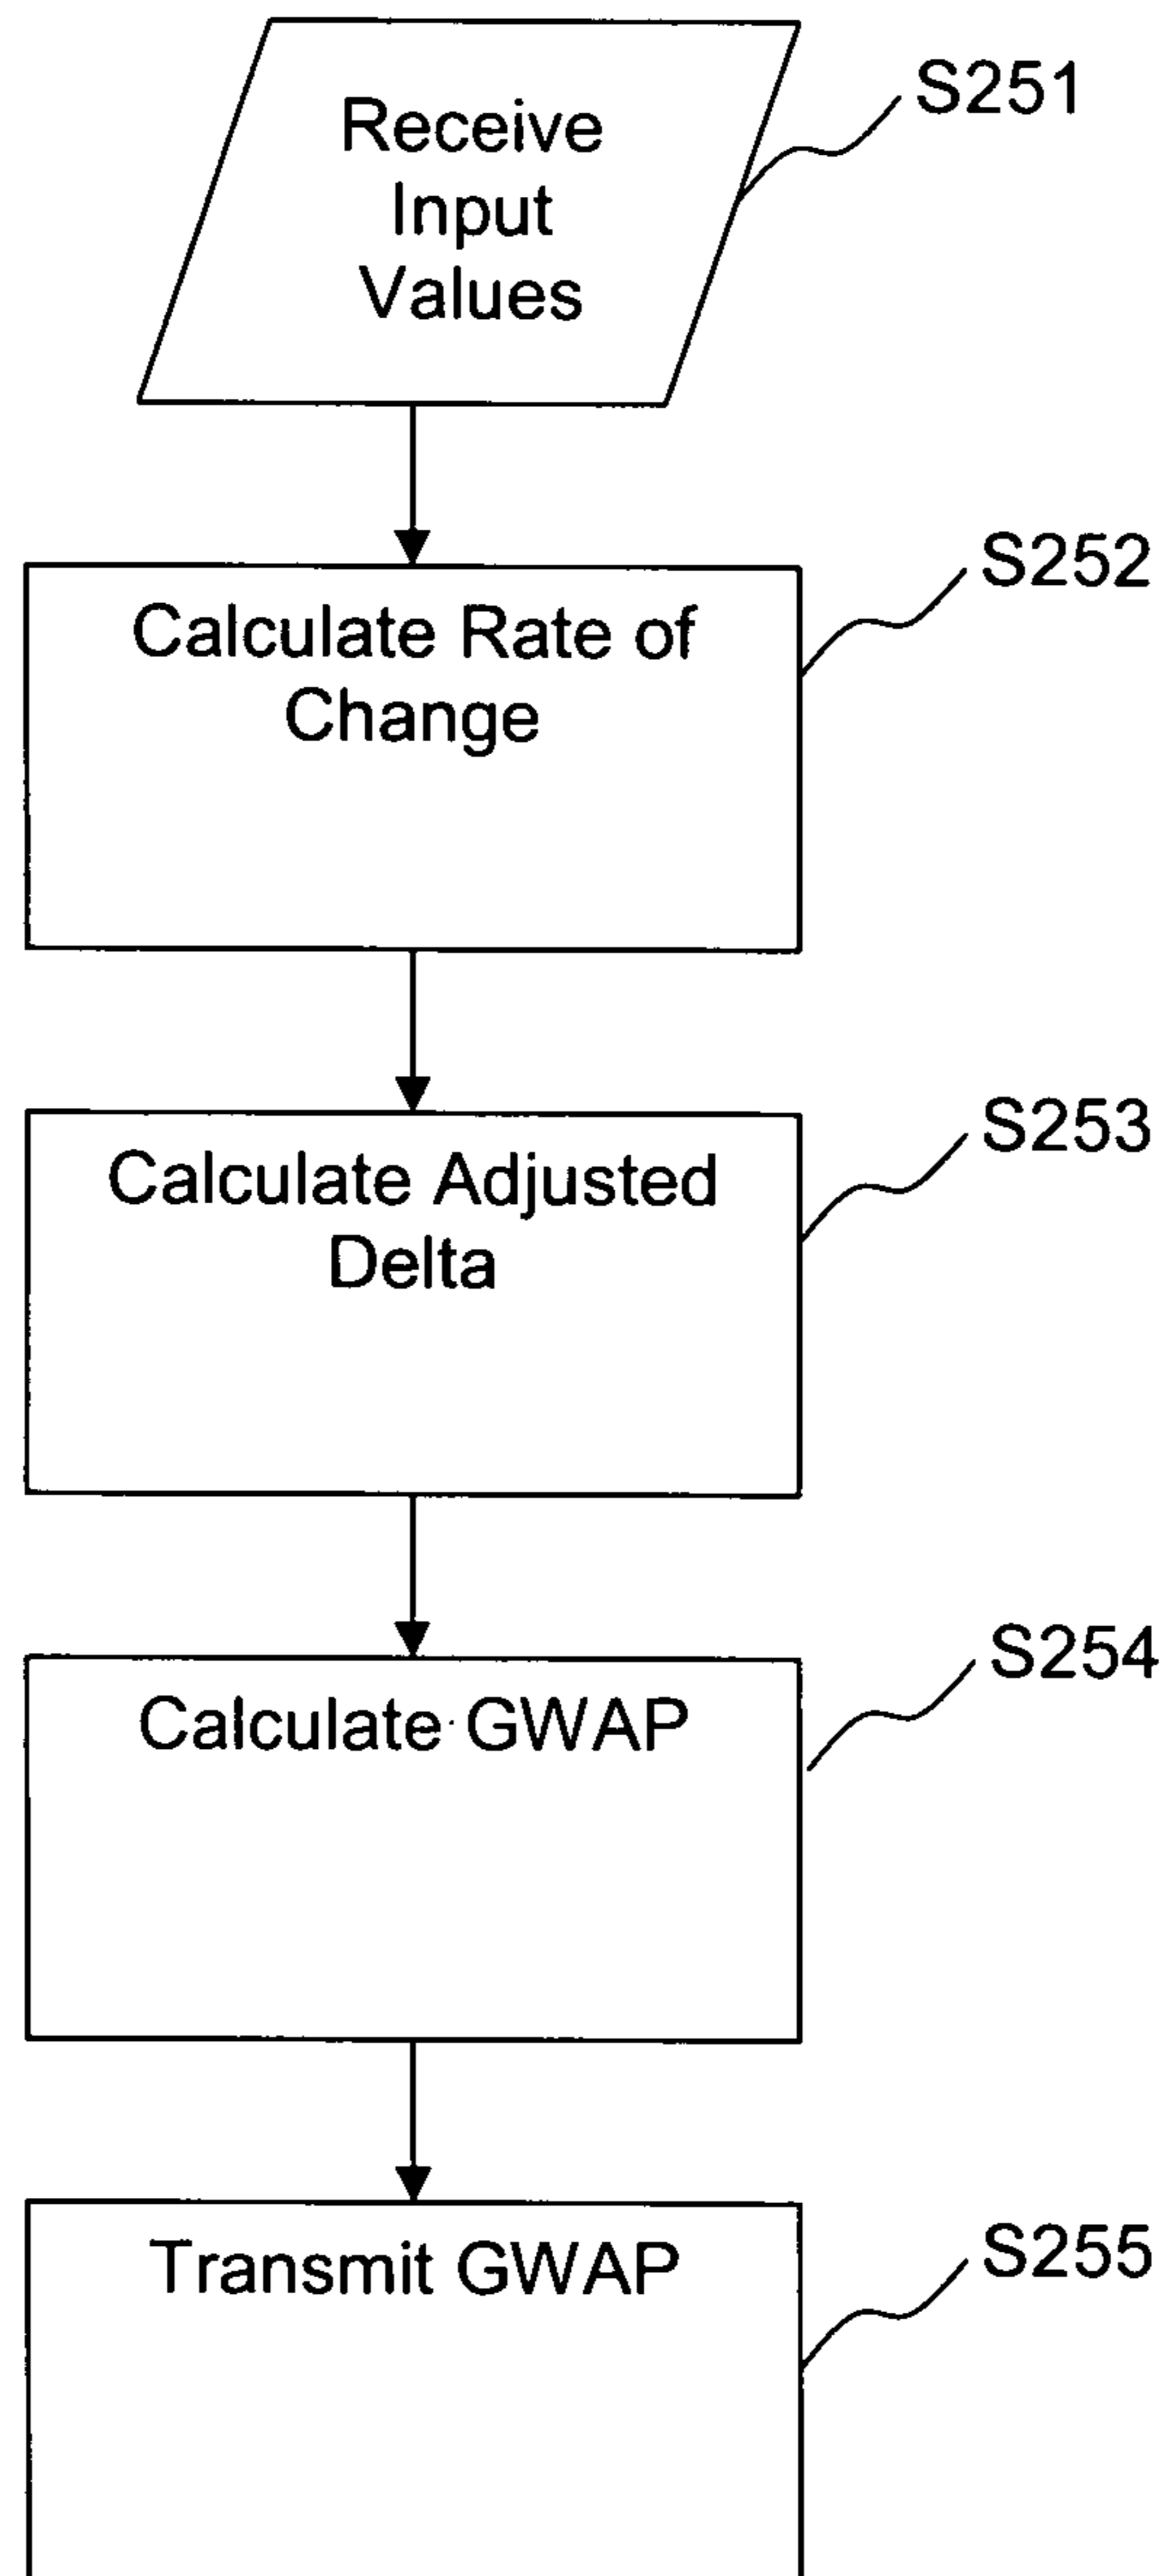 Receive
Input
Values
S251
Calculate Rate of
Change
S252
Calculate Adjusted
Delta
S253
Calculate GWAP
S254
Transmit GWAP
S255